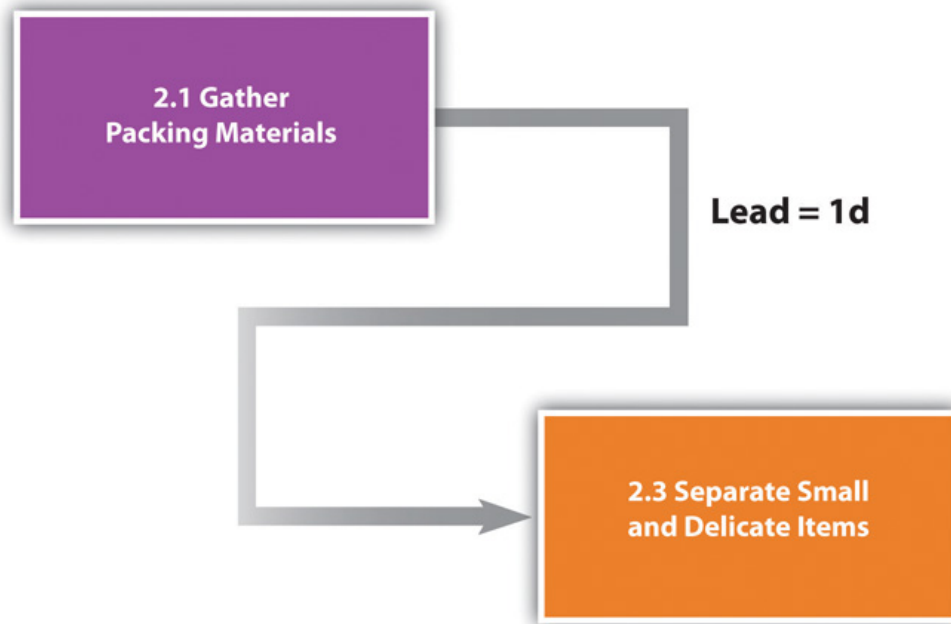 2.1 Gather
Packing Materials
Lead = 1d
2.3 Separate Small
and Delicate Items